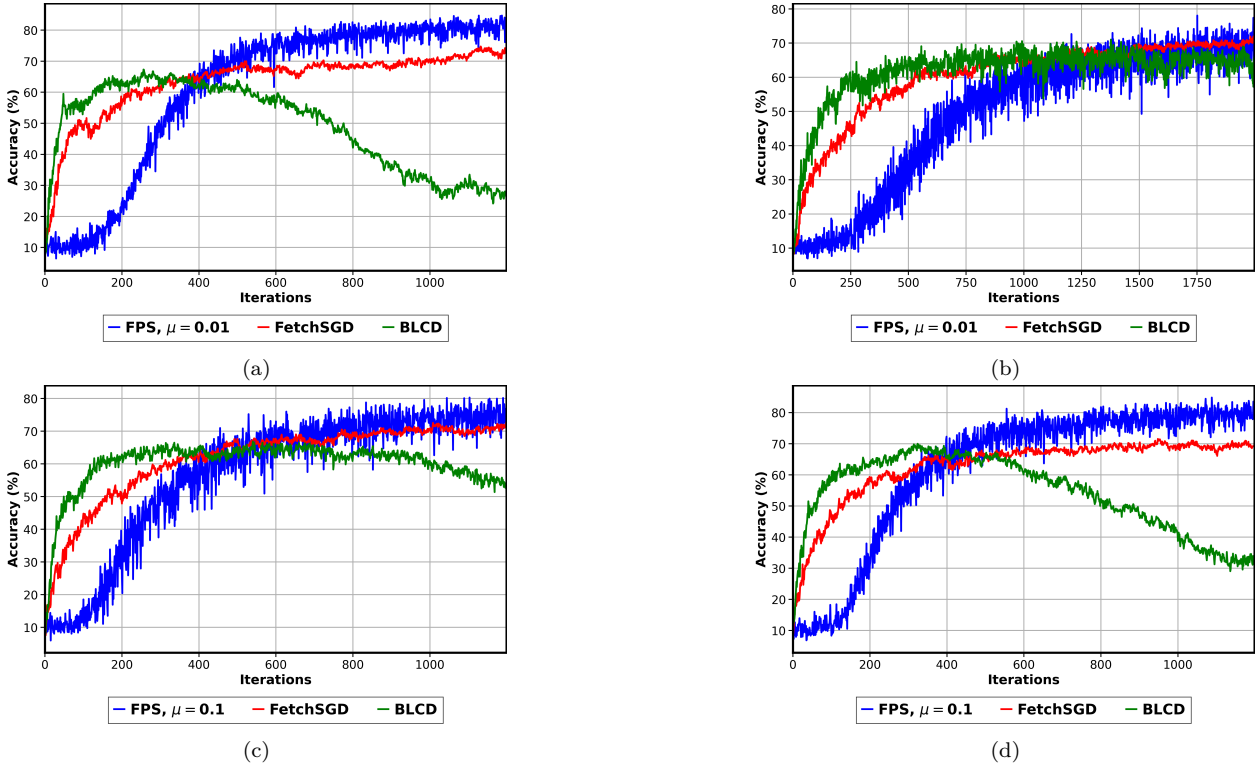 80
70
60
50
40
30
20
10
Accuracy (%)
0 200 400 600 800 1000
Iterations
FPS, μ = 0.01 FetchSGD BLCD
(a)
80
70
60
50
40
30
20
10
Accuracy (%)
0 250 500 750 1000 1250 1500 1750
Iterations
FPS, μ = 0.01 FetchSGD BLCD
(b)
80
70
60
50
40
30
20
10
Accuracy (%)
0 200 400 600 800 1000
Iterations
FPS, μ = 0.1 FetchSGD BLCD
(c)
80
70
60
50
40
30
20
10
Accuracy (%)
0 200 400 600 800 1000
Iterations
FPS, μ = 0.1 FetchSGD BLCD
(d)